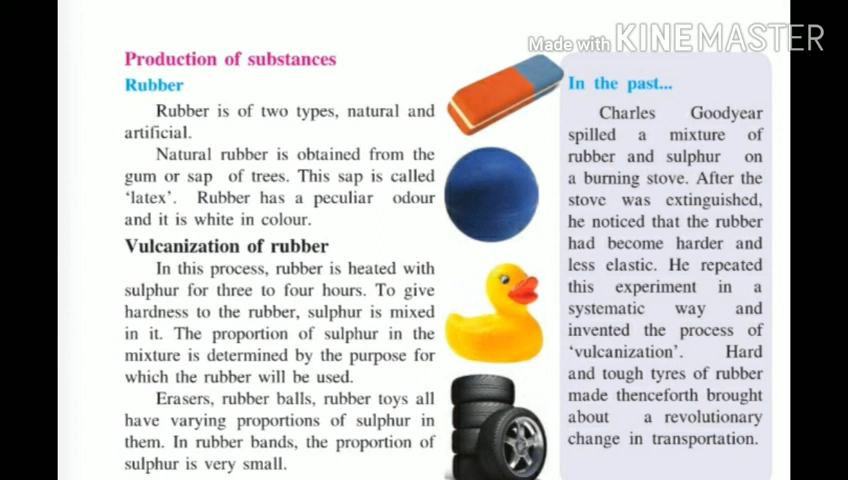 Made with KINEMASTER
Production of substances
Rubber
Rubber is of two types, natural and
artificial.
Natural rubber is obtained from the
gum or sap of trees. This sap is called
‘latex’. Rubber has a peculiar odour
and it is white in colour.
Vulcanization of rubber
In this process, rubber is heated with
sulphur for three to four hours. To give
hardness to the rubber, sulphur is mixed
in it. The proportion of sulphur in the
mixture is determined by the purpose for
which the rubber will be used.
Erasers, rubber balls, rubber toys all
have varying proportions of sulphur in
them. In rubber bands, the proportion of
sulphur is very small.
In the past...
Charles Goodyear
spilled a mixture of
rubber and sulphur on
a burning stove. After the
stove was extinguished,
he noticed that the rubber
had become harder and
less elastic. He repeated
this experiment in a
systematic way and
invented the process of
‘vulcanization’. Hard
and tough tyres of rubber
made thenceforth brought
about a revolutionary
change in transportation.